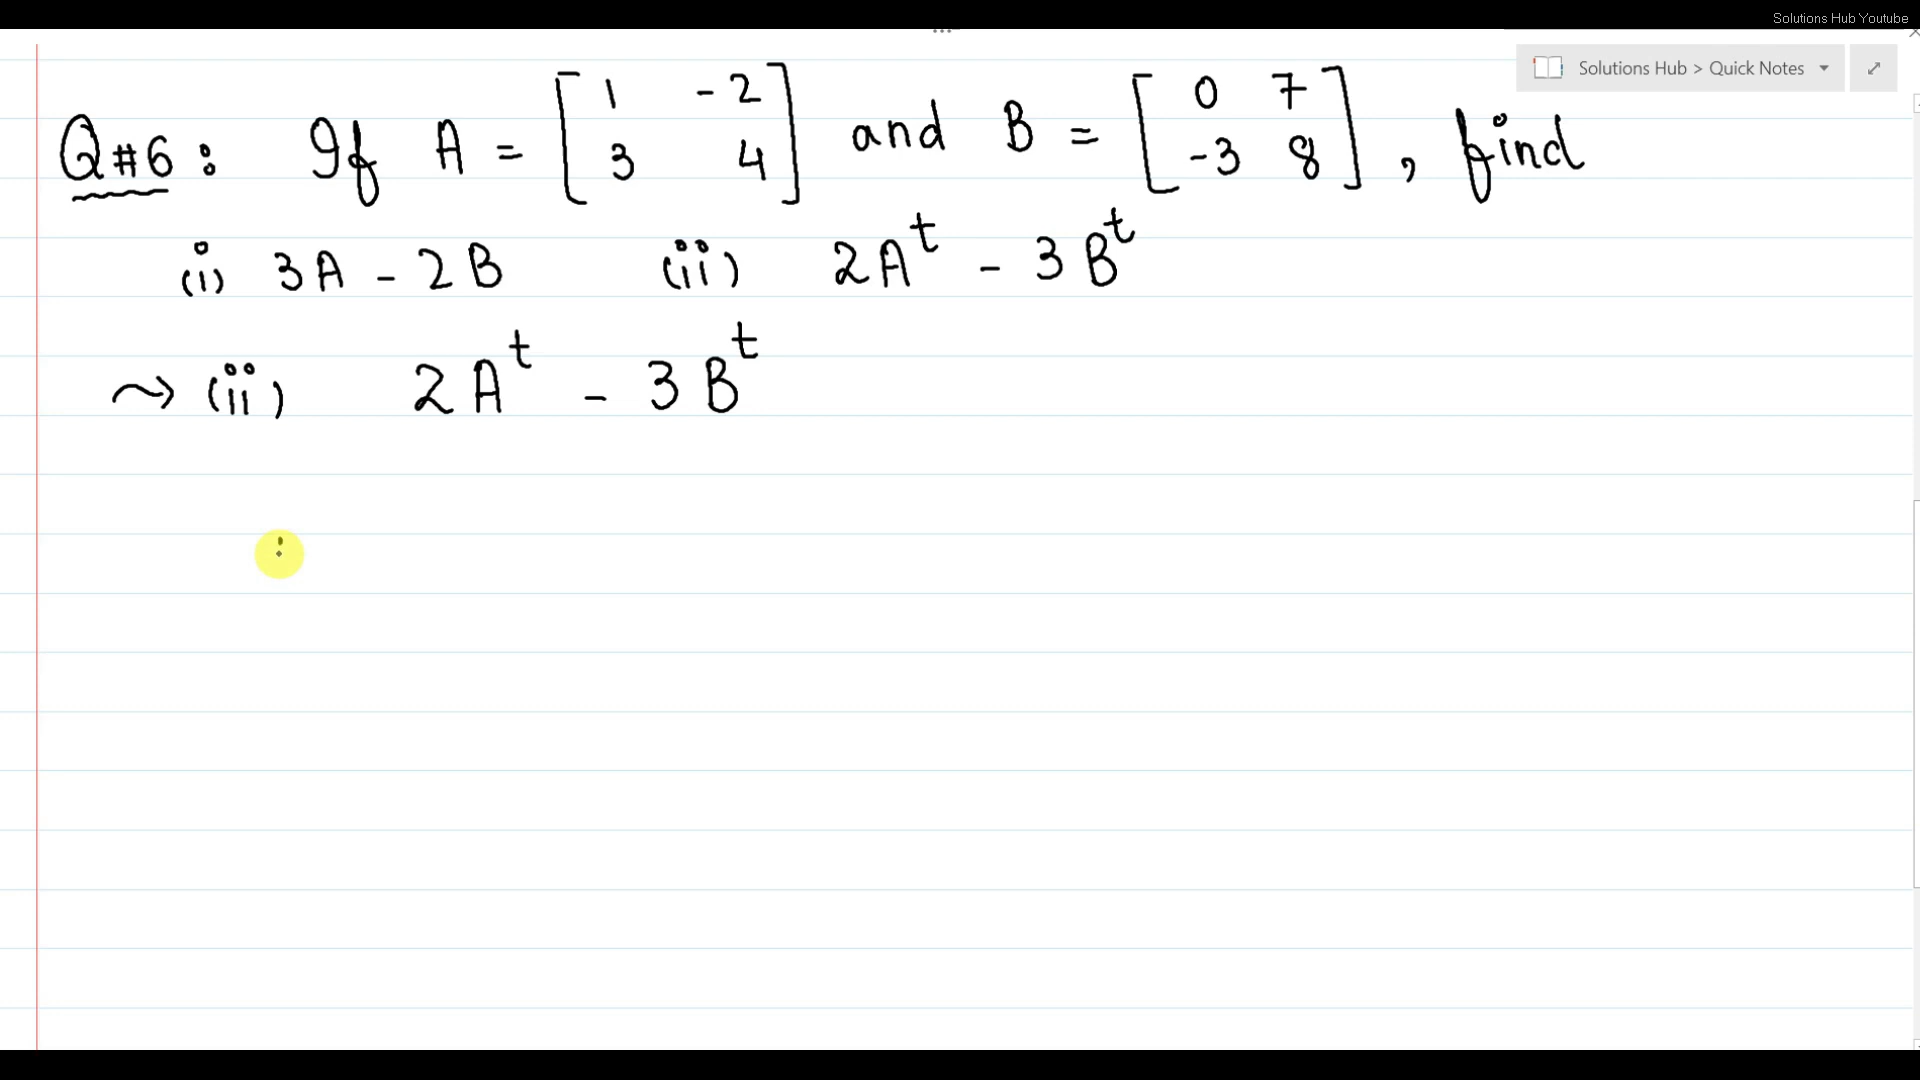 Solutions Hub Youtube
Solutions Hub > Quick Notes
Q#6: If A = [1 -2; 3 4] and B = [0 7; -3 8], find
(i) 3A - 2B (ii) 2A^t - 3B^t
~> (ii) 2A^t - 3B^t